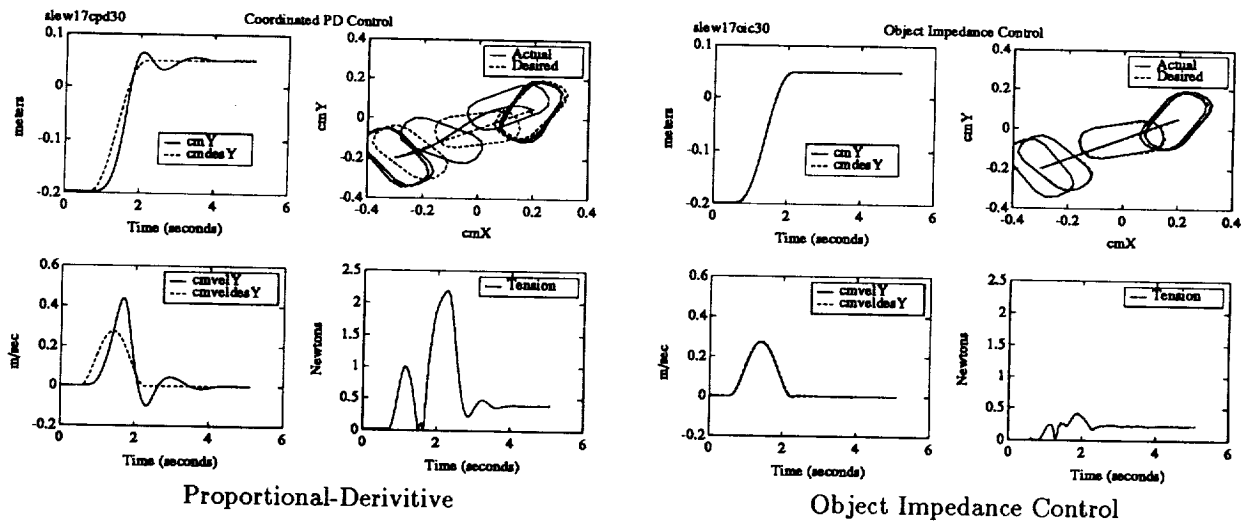 slew17cpd30
Coordinated PD Control
0.1
0
-0.1
-0.2
meters
cmY
cmdesY
0 2 4 6
Time (seconds)
0.4
0.2
0
-0.2
-0.4
cmY
Actual
Desired
-0.4 -0.2 0 0.2 0.4
cmX
0.6
0.4
0.2
0
-0.2
m/sec
cmvelY
cmveldesY
0 2 4 6
Time (seconds)
2.5
2
1.5
1
0.5
0
Newtons
Tension
0 2 4 6
Time (seconds)
Proportional-Derivitive
slew17oic30
Object Impedance Control
0.1
0
-0.1
-0.2
meters
cmY
cmdesY
0 2 4 6
Time (seconds)
0.4
0.2
0
-0.2
-0.4
cmY
Actual
Desired
-0.4 -0.2 0 0.2 0.4
cmX
0.6
0.4
0.2
0
-0.2
m/sec
cmvelY
cmveldesY
0 2 4 6
Time (seconds)
2.5
2
1.5
1
0.5
0
Newtons
Tension
0 2 4 6
Time (seconds)
Object Impedance Control